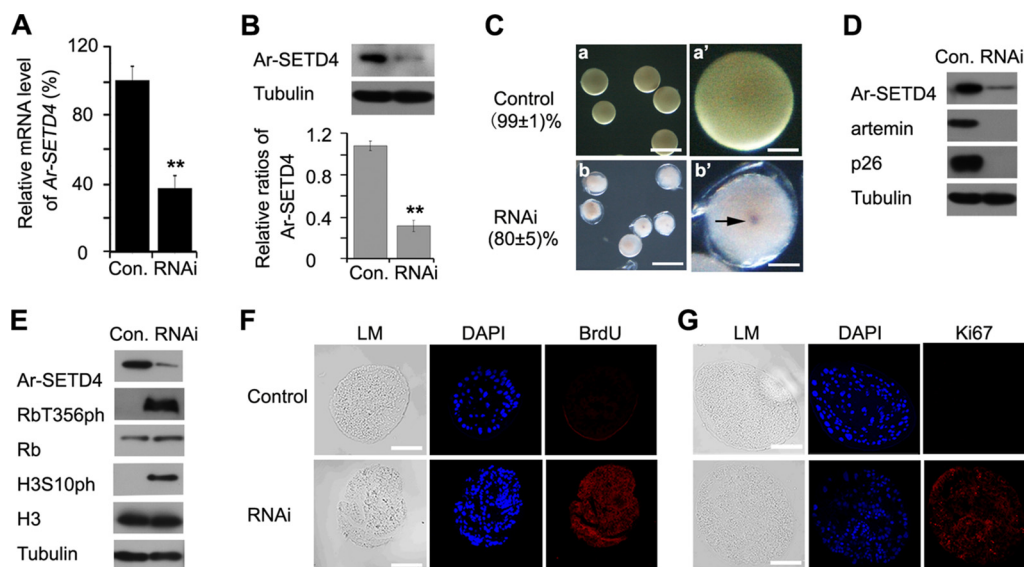 A
Relative mRNA level
of Ar-SETD4 (%)
120
80
40
0
**
Con. RNAi
B
Ar-SETD4
Tubulin
Relative ratios of
Ar-SETD4
1.2
0.8
0.4
0
**
Con. RNAi
C
a
a'
Control
(99±1)%
b
b'
RNAi
(80±5)%
D
Con. RNAi
Ar-SETD4
artemin
p26
Tubulin
E
Con. RNAi
Ar-SETD4
RbT356ph
Rb
H3S10ph
H3
Tubulin
F
LM DAPI BrdU
Control
RNAi
G
LM DAPI Ki67